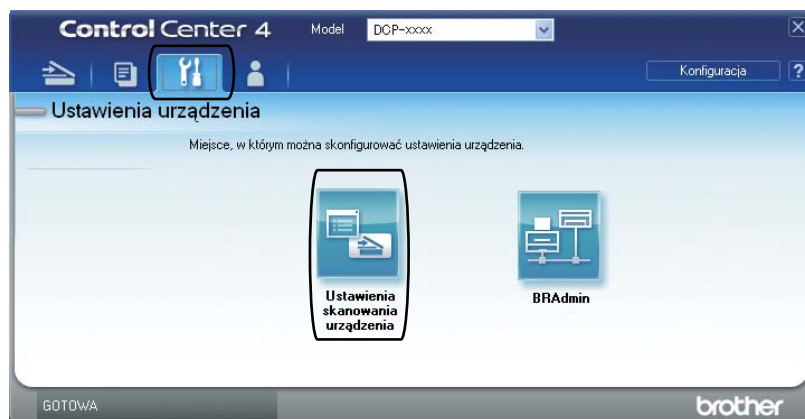 Control Center 4 Model DCP-xxxx
Konfiguracja ?
Ustawienia urządzenia
Miejsce, w którym można skonfigurować ustawienia urządzenia.
Ustawienia
skanowania
urządzenia
BRAdmin
GOTOWA
brother